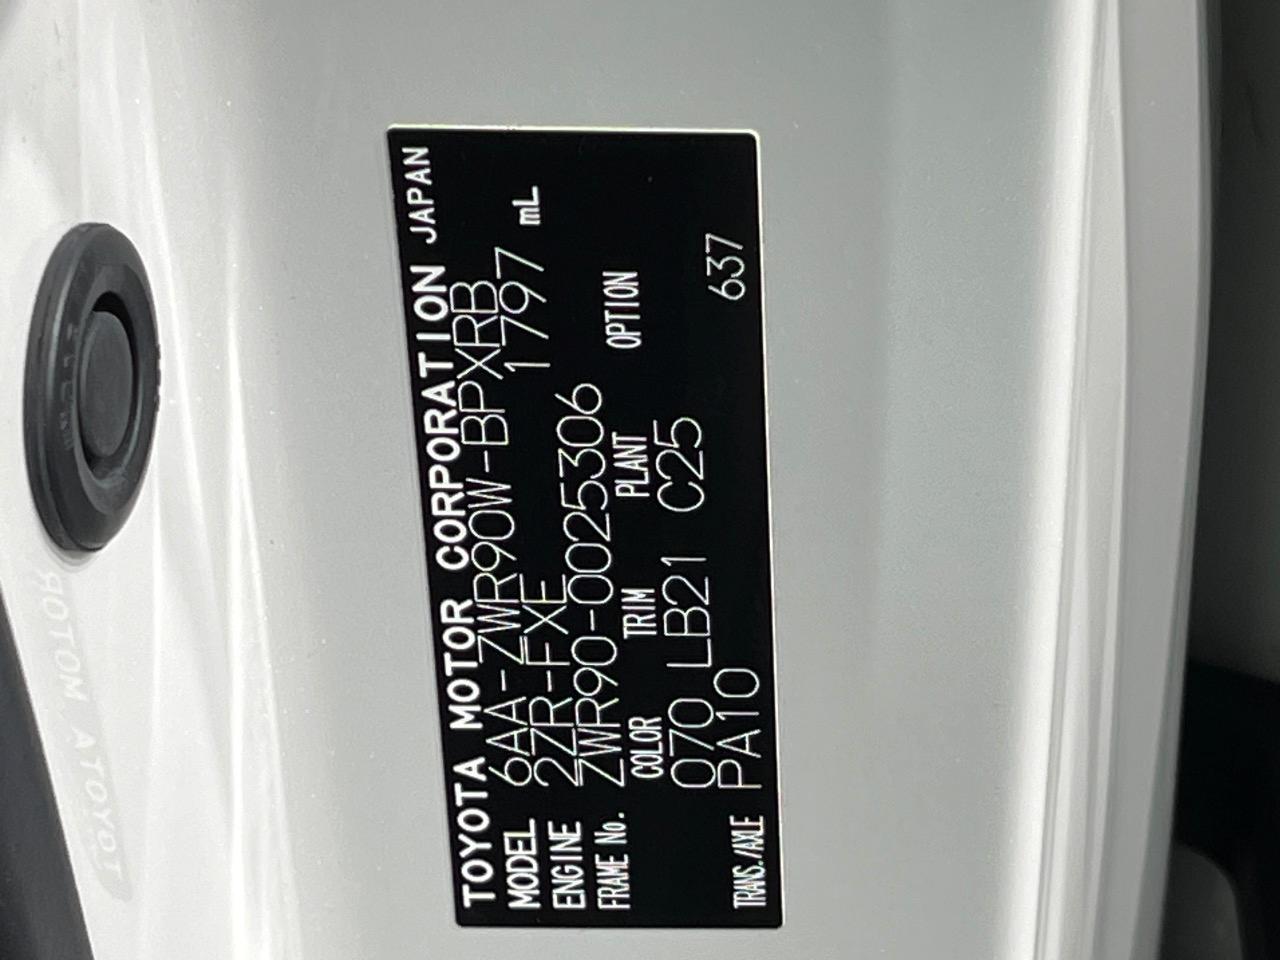 TOYOTA MOTOR CORPORATION JAPAN
MODEL 6AA-ZWR90W-BPXRB
ENGINE 2ZR-FXE 1797 mL
FRAME No. ZWR90-0025306
COLOR TRIM PLANT OPTION
070 LB21 C25
TRANS./AXLE PA10 637